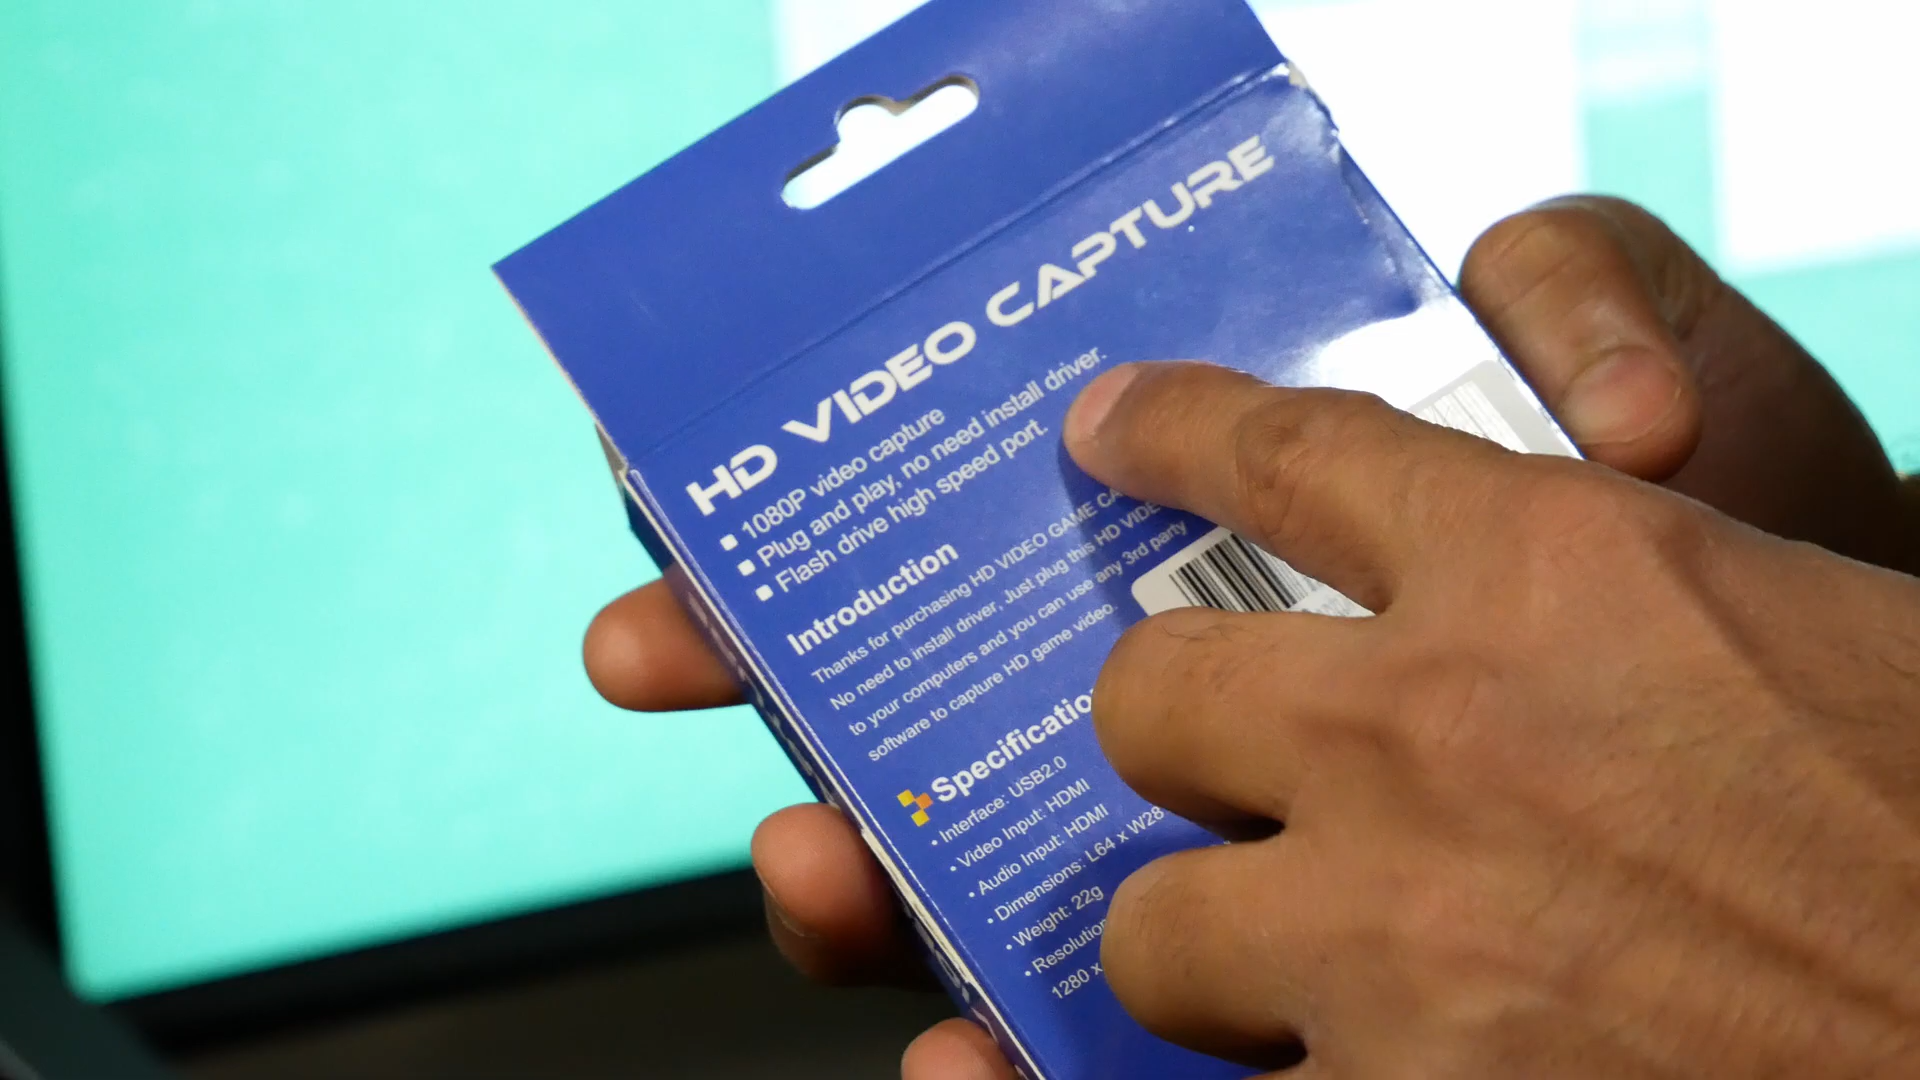 HD VIDEO CAPTURE
1080P video capture
Plug and play, no need install driver.
Flash drive high speed port.
Introduction
Thanks for purchasing HD VIDEO GAME
No need to install driver, Just plug this HD
to your computers and you can use any 3rd party
software to capture HD game video.
• Interface: USB2.0
• Video Input: HDMI
• Audio Input: HDMI
• Dimensions: L64 x W28
• Weight: 22g
1280 x